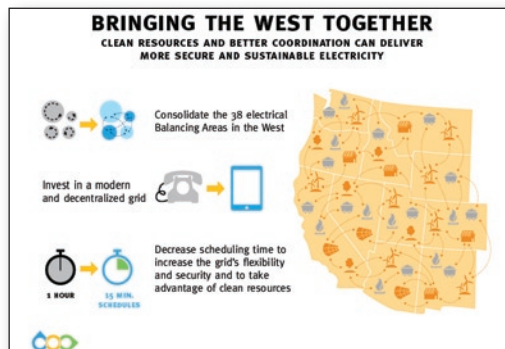 BRINGING THE WEST TOGETHER
CLEAN RESOURCES AND BETTER COORDINATION CAN DELIVER
MORE SECURE AND SUSTAINABLE ELECTRICITY
Consolidate the 38 electrical
Balancing Areas in the West
Invest in a modern
and decentralized grid
Decrease scheduling time to
increase the grid's flexibility
and security and to take
advantage of clean resources
1 HOUR
15 MIN.
SCHEDULES